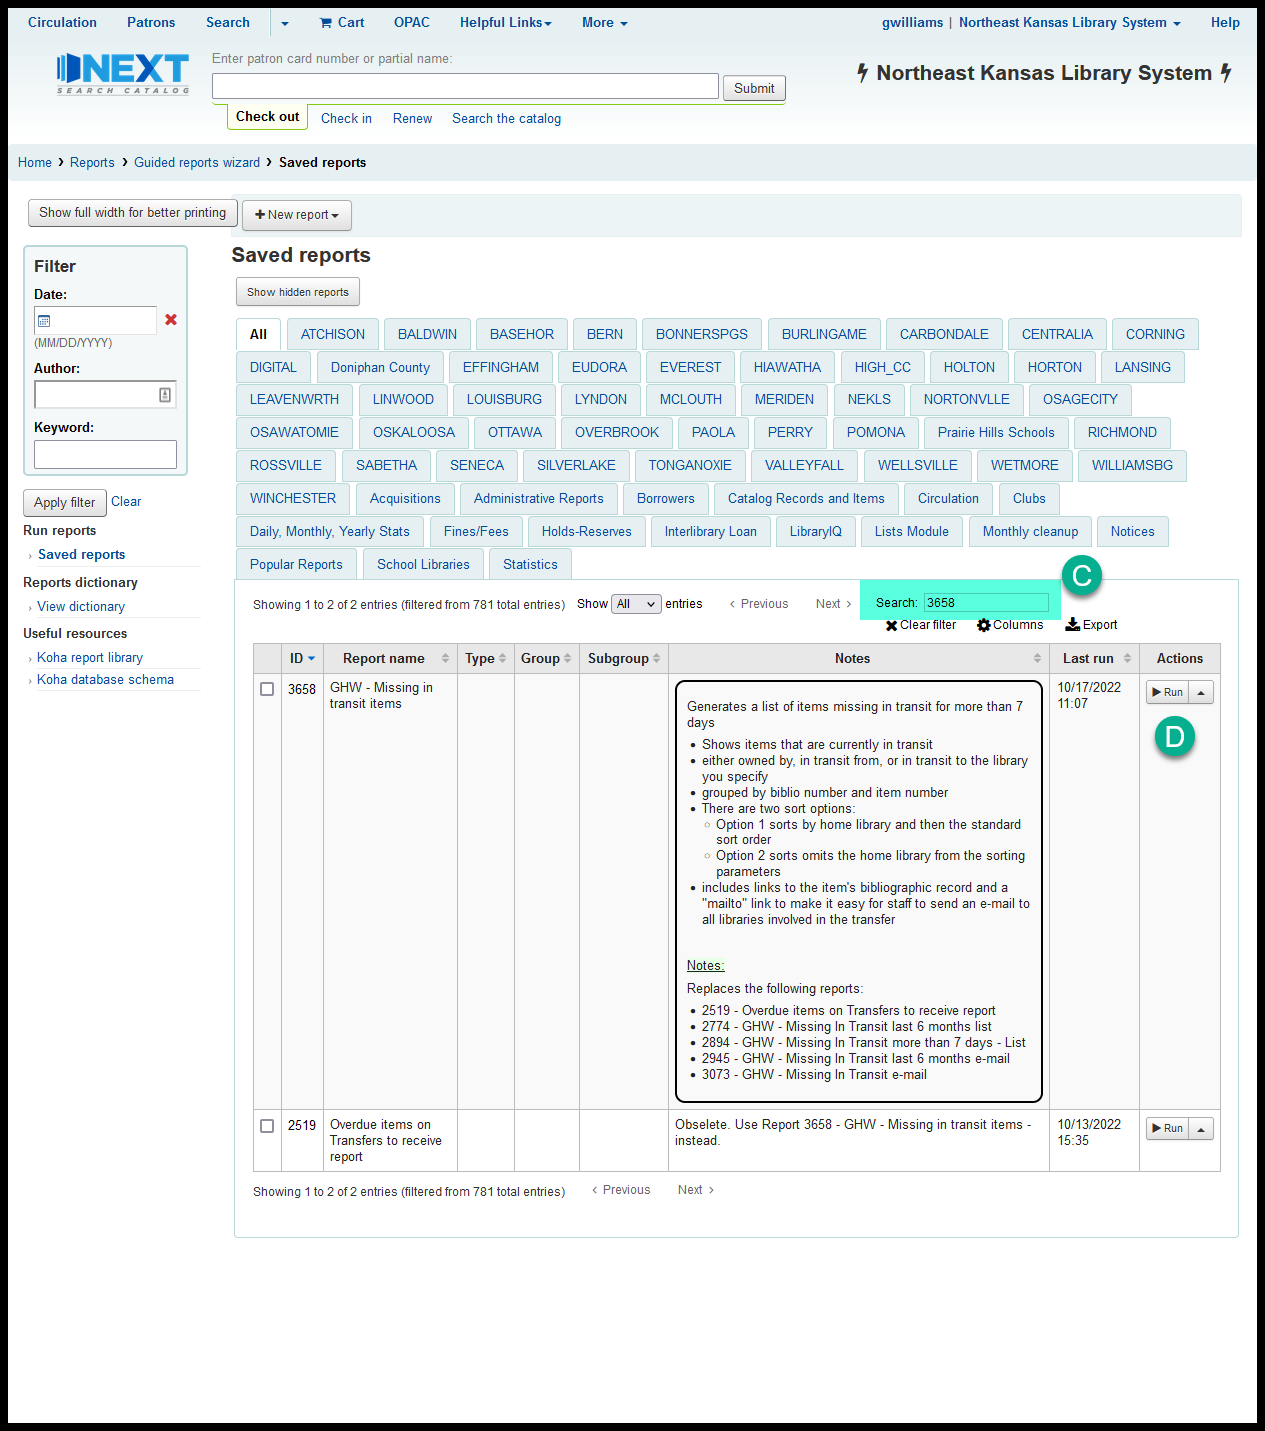 Circulation Patrons Search Cart OPAC Helpful Links More gwilliams | Northeast Kansas Library System Help
NEXT
SEARCH CATALOG
Enter patron card number or partial name:
Submit
Northeast Kansas Library System
Check out Check in Renew Search the catalog
Home › Reports › Guided reports wizard › Saved reports
Show full width for better printing
+ New report
Filter
Date:
(MM/DD/YYYY)
Author:
Keyword:
Apply filter Clear
Run reports
› Saved reports
Reports dictionary
› View dictionary
Useful resources
› Koha report library
› Koha database schema
Saved reports
Show hidden reports
All ATCHISON BALDWIN BASEHOR BERN BONNERSPGS BURLINGAME CARBONDALE CENTRALIA CORNING
DIGITAL Doniphan County EFFINGHAM EUDORA EVEREST HIAWATHA HIGH_CC HOLTON HORTON LANSING
LEAVENWRTH LINWOOD LOUISBURG LYNDON MCLOUTH MERIDEN NEKLS NORTONVLLE OSAGECITY
OSAWATOMIE OSKALOOSA OTTAWA OVERBROOK PAOLA PERRY POMONA Prairie Hills Schools RICHMOND
ROSSVILLE SABETHA SENECA SILVERLAKE TONGANOXIE VALLEYFALL WELLSVILLE WETMORE WILLIAMSBG
WINCHESTER Acquisitions Administrative Reports Borrowers Catalog Records and Items Circulation Clubs
Daily, Monthly, Yearly Stats Fines/Fees Holds-Reserves Interlibrary Loan LibraryIQ Lists Module Monthly cleanup Notices
Popular Reports School Libraries Statistics
C
Showing 1 to 2 of 2 entries (filtered from 781 total entries) Show All entries ‹ Previous Next › Search: 3658
Clear filter Columns Export
ID Report name Type Group Subgroup Notes Last run Actions
3658
GHW - Missing in
transit items
Generates a list of items missing in transit for more than 7
days
• Shows items that are currently in transit
• either owned by, in transit from, or in transit to the library
you specify
• grouped by biblio number and item number
• There are two sort options:
○ Option 1 sorts by home library and then the standard
sort order
○ Option 2 sorts omits the home library from the sorting
parameters
• includes links to the item's bibliographic record and a
"mailto" link to make it easy for staff to send an e-mail to
all libraries involved in the transfer
Notes:
Replaces the following reports:
• 2519 - Overdue items on Transfers to receive report
• 2774 - GHW - Missing In Transit last 6 months list
• 2894 - GHW - Missing In Transit more than 7 days - List
• 2945 - GHW - Missing In Transit last 6 months e-mail
• 3073 - GHW - Missing In Transit e-mail
10/17/2022
11:07
Run
D
2519
Overdue items on
Transfers to receive
report
Obselete. Use Report 3658 - GHW - Missing in transit items -
instead.
10/13/2022
15:35
Run
Showing 1 to 2 of 2 entries (filtered from 781 total entries) ‹ Previous Next ›